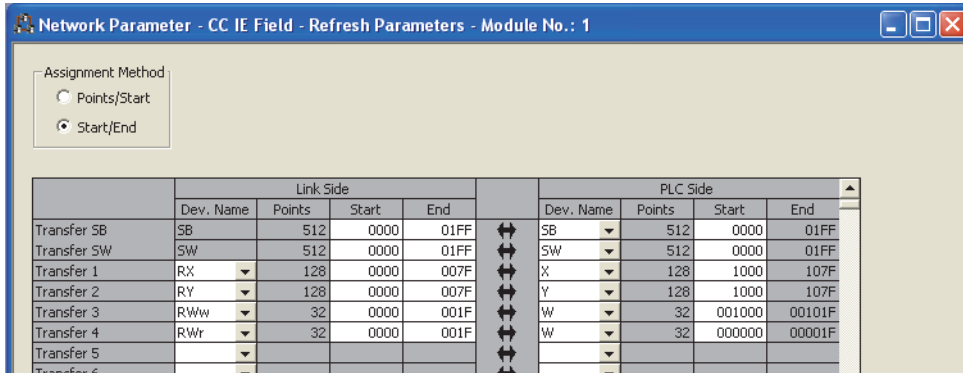 Network Parameter - CC IE Field - Refresh Parameters - Module No.: 1
Assignment Method
Points/Start
Start/End
Link Side PLC Side
Dev. Name Points Start End Dev. Name Points Start End
Transfer SB SB 512 0000 01FF SB 512 0000 01FF
Transfer SW SW 512 0000 01FF SW 512 0000 01FF
Transfer 1 RX 128 0000 007F X 128 1000 107F
Transfer 2 RY 128 0000 007F Y 128 1000 107F
Transfer 3 RWw 32 0000 001F W 32 001000 00101F
Transfer 4 RWr 32 0000 001F W 32 000000 00001F
Transfer 5
Transfer 6